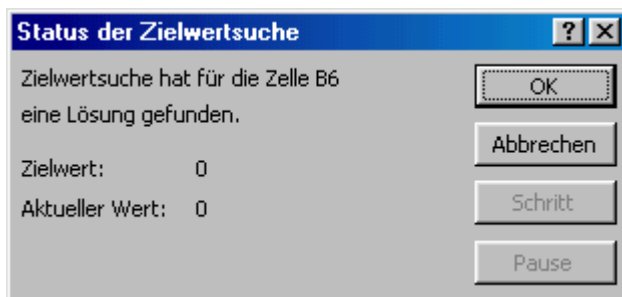 Status der Zielwertsuche
Zielwertsuche hat für die Zelle B6
eine Lösung gefunden.
Zielwert: 0
Aktueller Wert: 0
OK
Abbrechen
Schritt
Pause